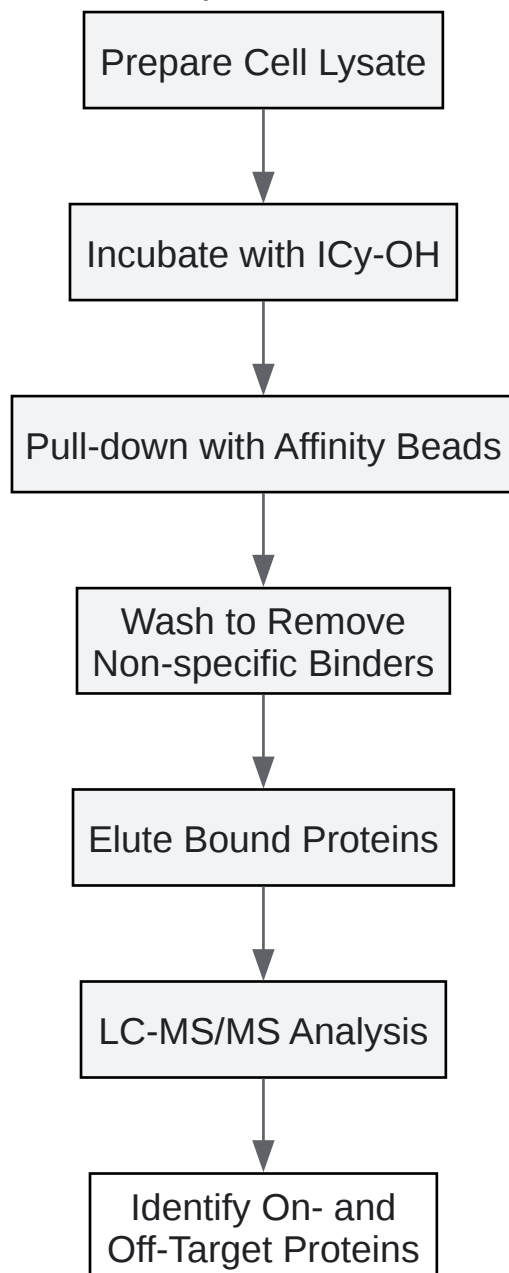 Prepare Cell Lysate
Incubate with ICy-OH
Pull-down with Affinity Beads
Wash to Remove
Non-specific Binders
Elute Bound Proteins
LC-MS/MS Analysis
Identify On- and
Off-Target Proteins